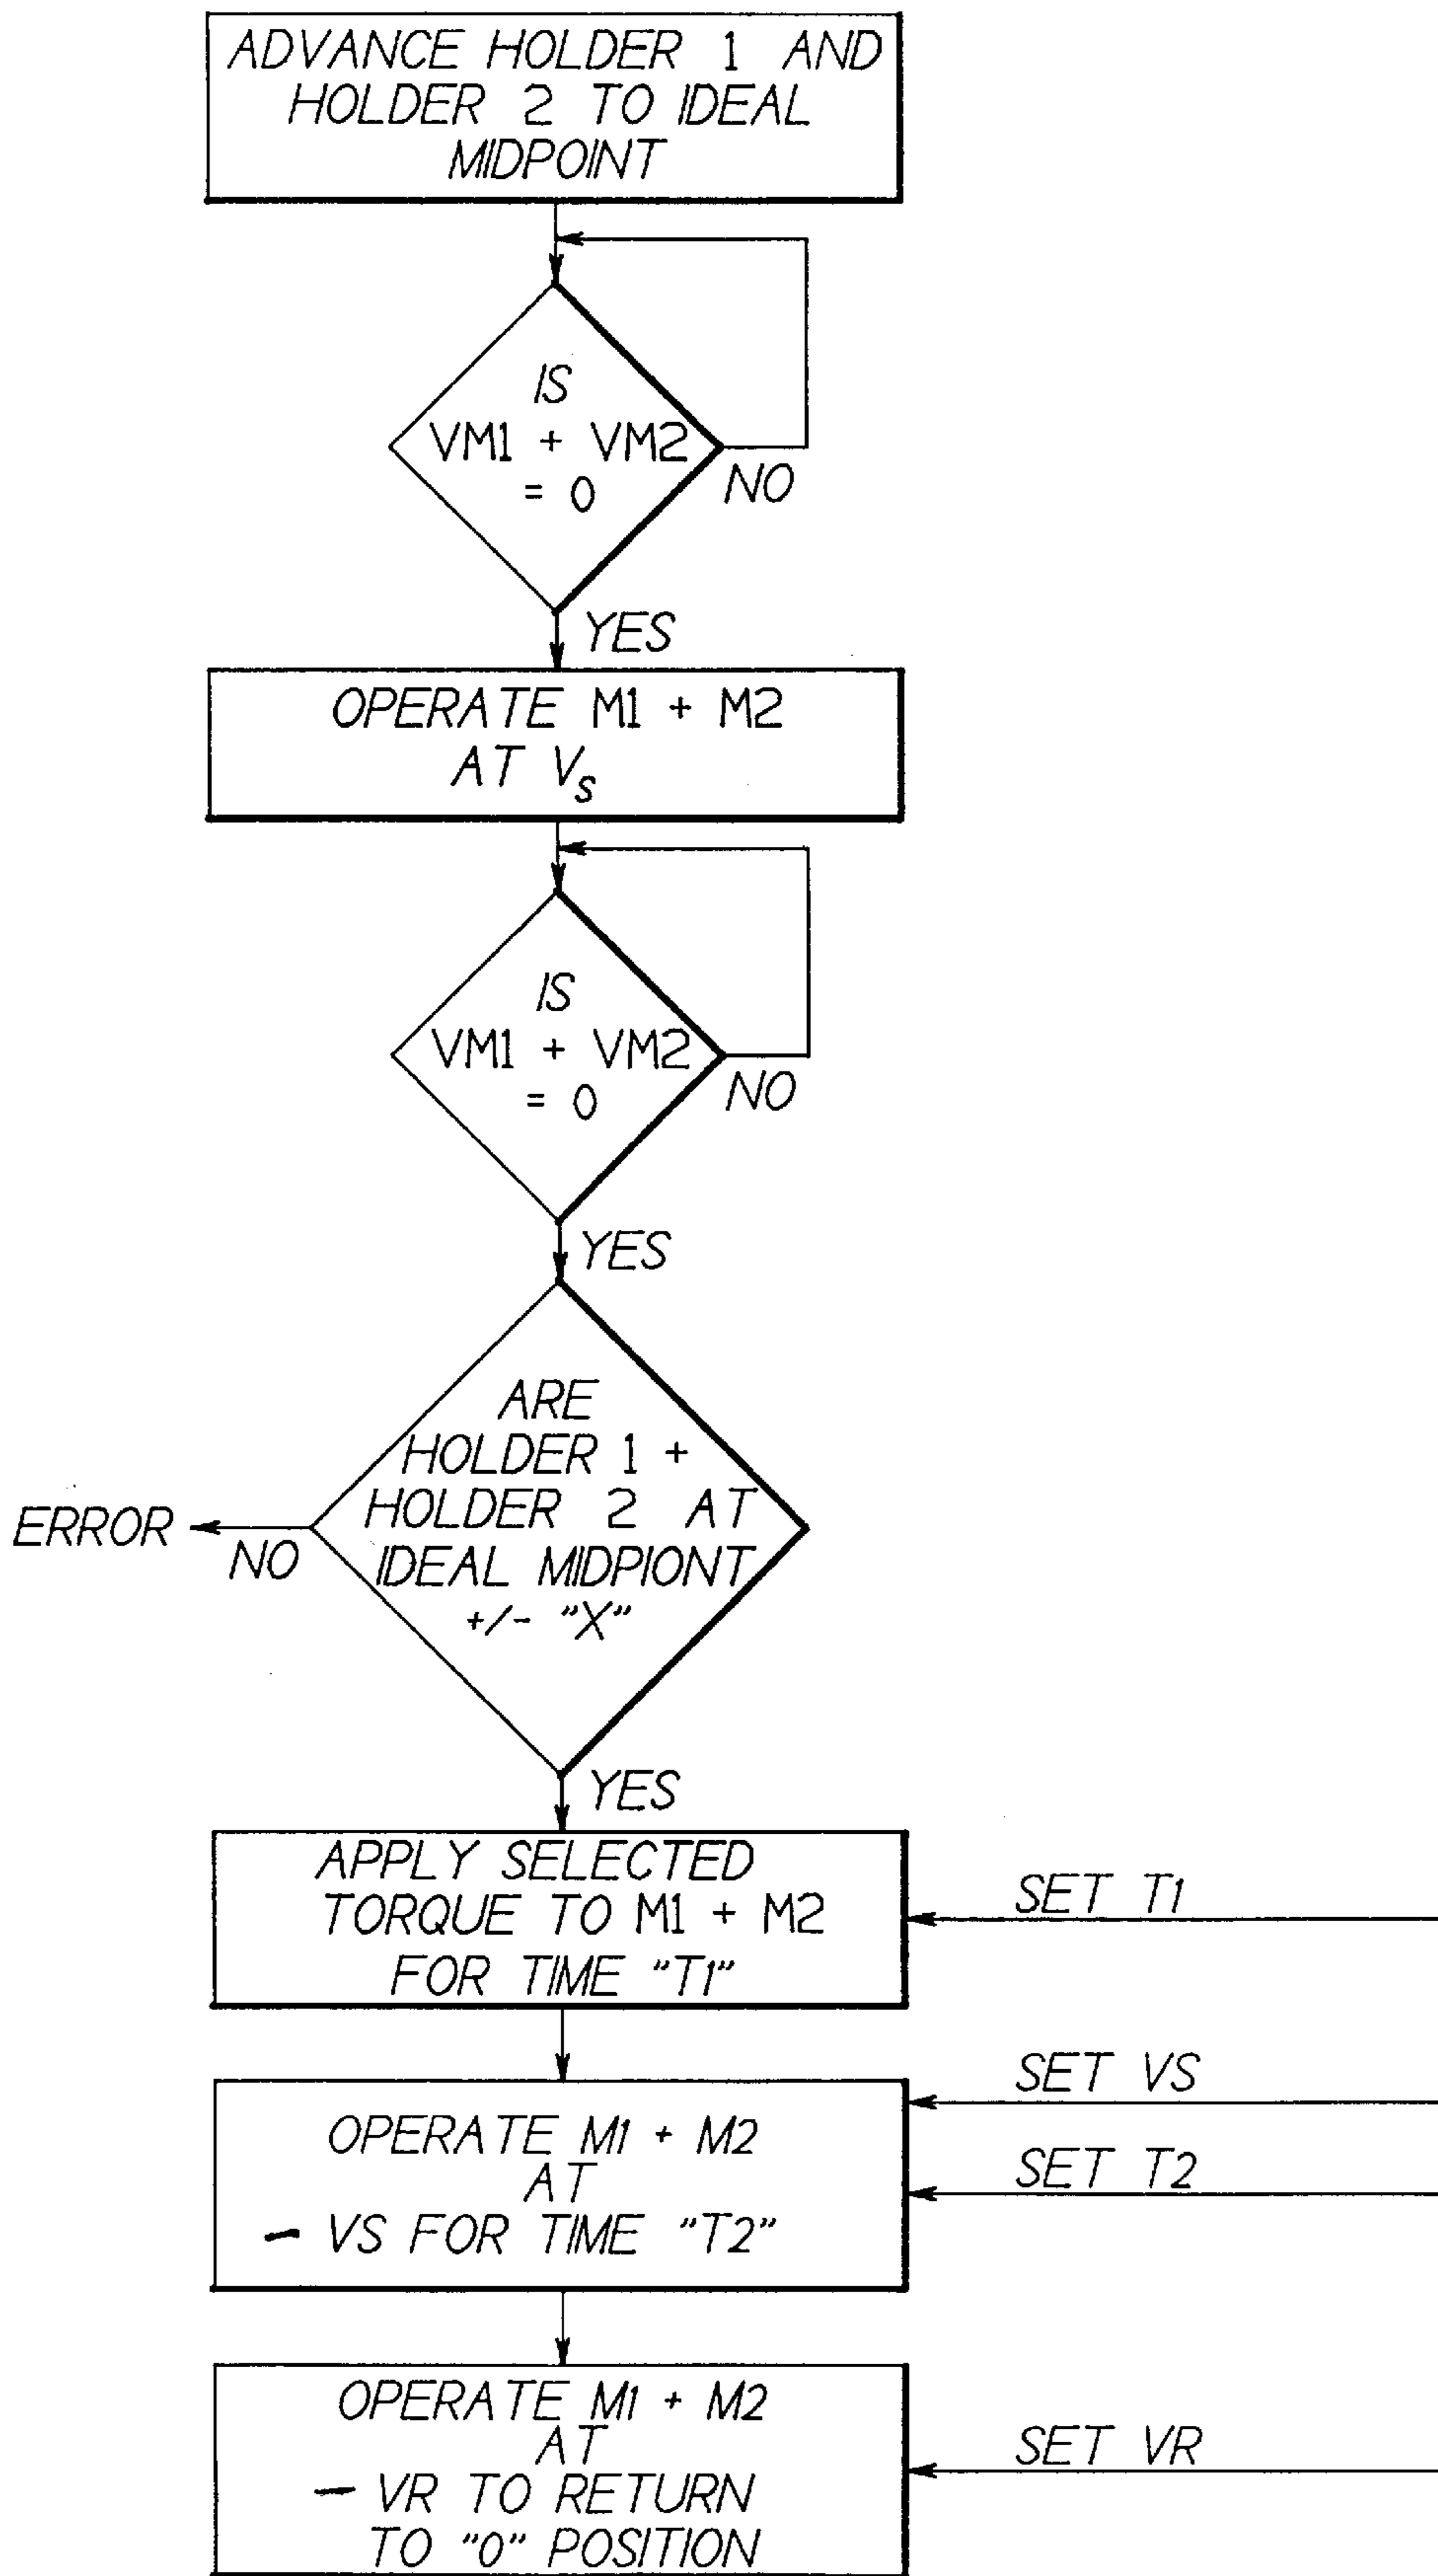 ADVANCE HOLDER 1 AND
HOLDER 2 TO IDEAL
MIDPOINT
IS
VM1 + VM2
= 0
NO
YES
OPERATE M1 + M2
AT Vs
IS
VM1 + VM2
= 0
NO
YES
ARE
HOLDER 1 +
HOLDER 2 AT
IDEAL MIDPIONT
+/- "X"
ERROR
NO
YES
APPLY SELECTED
TORQUE TO M1 + M2
FOR TIME "T1"
SET T1
OPERATE M1 + M2
AT
- VS FOR TIME "T2"
SET VS
SET T2
OPERATE M1 + M2
AT
- VR TO RETURN
TO "0" POSITION
SET VR